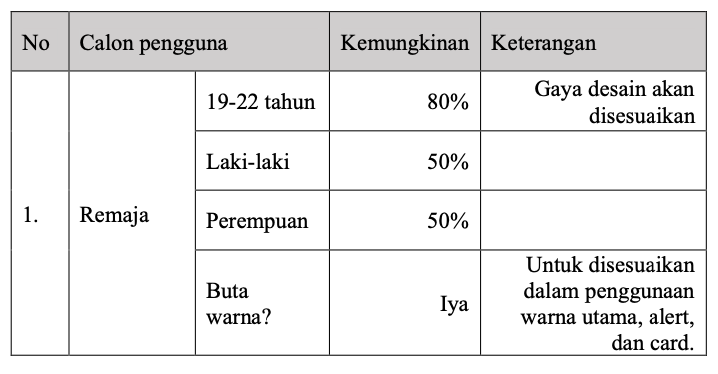 No Calon pengguna Kemungkinan Keterangan
1. Remaja
19-22 tahun 80% Gaya desain akan
disesuaikan
Laki-laki 50%
Perempuan 50%
Buta
warna? Iya Untuk disesuaikan
dalam penggunaan
warna utama, alert,
dan card.